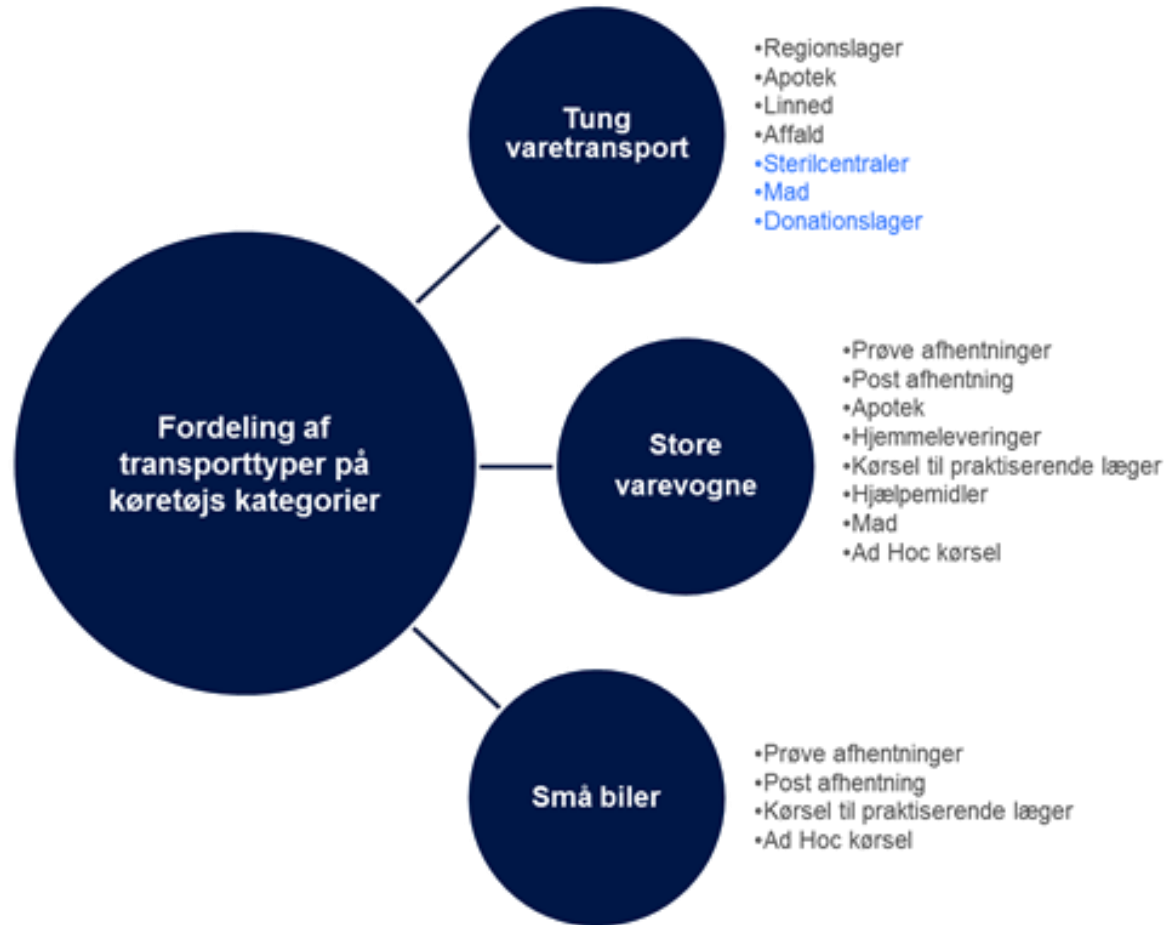 Fordeling af
transporttyper på
køretøjs kategorier
Tung
varetransport
•Regionslager
•Apotek
•Linned
•Affald
•Sterilcentraler
•Mad
•Donationslager
Store
varevogne
•Prøve afhentninger
•Post afhentning
•Apotek
•Hjemmeleveringer
•Kørsel til praktiserende læger
•Hjælpemidler
•Mad
•Ad Hoc kørsel
Små biler
•Prøve afhentninger
•Post afhentning
•Kørsel til praktiserende læger
•Ad Hoc kørsel